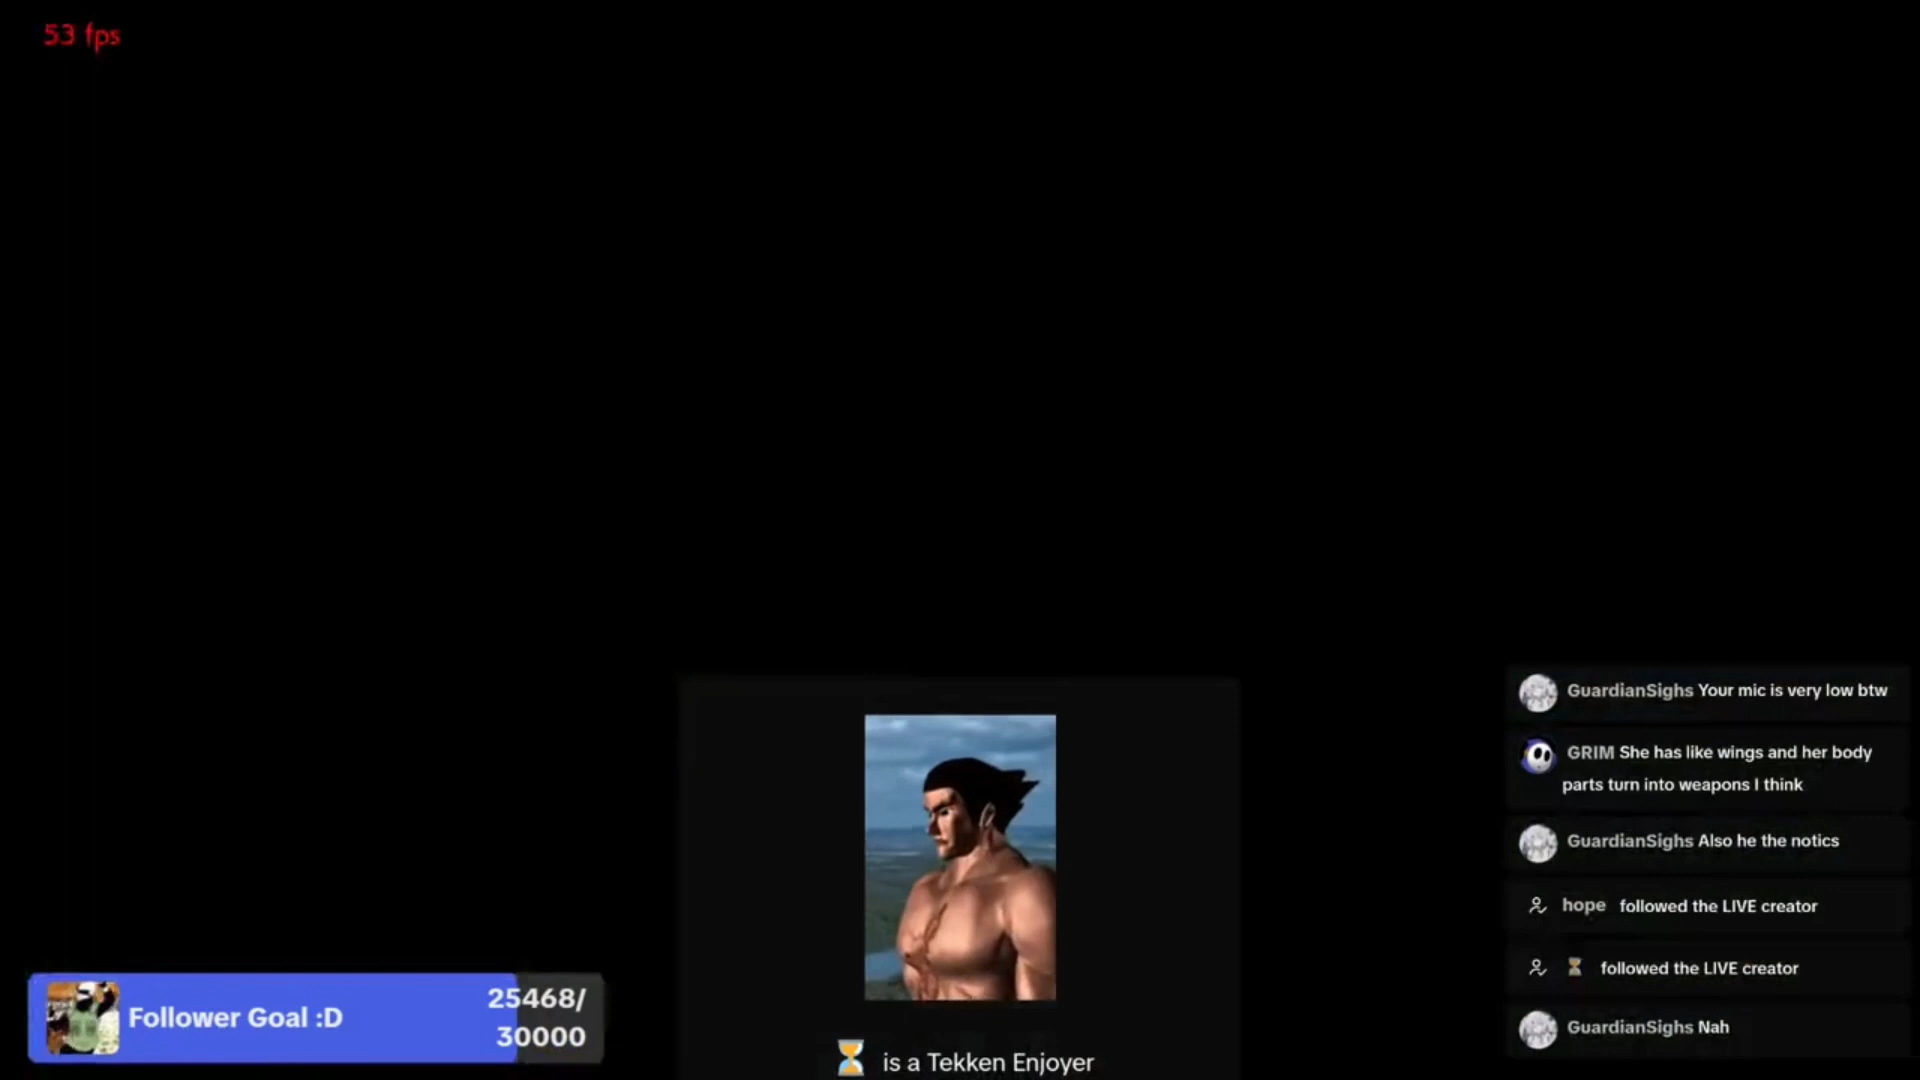 53 fps
GuardianSighs Your mic is very low btw
GRIM She has like wings and her body
parts turn into weapons I think
GuardianSighs Also he the notics
hope followed the LIVE creator
⌛ followed the LIVE creator
GuardianSighs Nah
Follower Goal :D
25468/
30000
⌛ is a Tekken Enjoyer